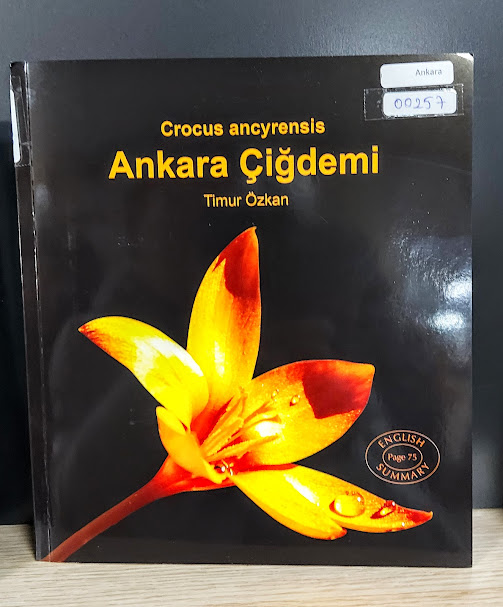 Ankara
00257
Crocus ancyrensis
Ankara Çiğdemi
Timur Özkan
ENGLISH
Page 75
SUMMARY